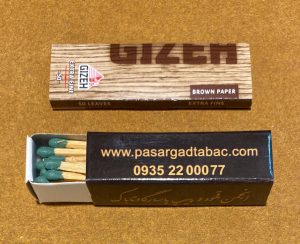 GIZEH
GIZEH
BROWN PAPER
50 LEAVES
EXTRA FINE
www.pasargadtabac.com
0935 22 00077